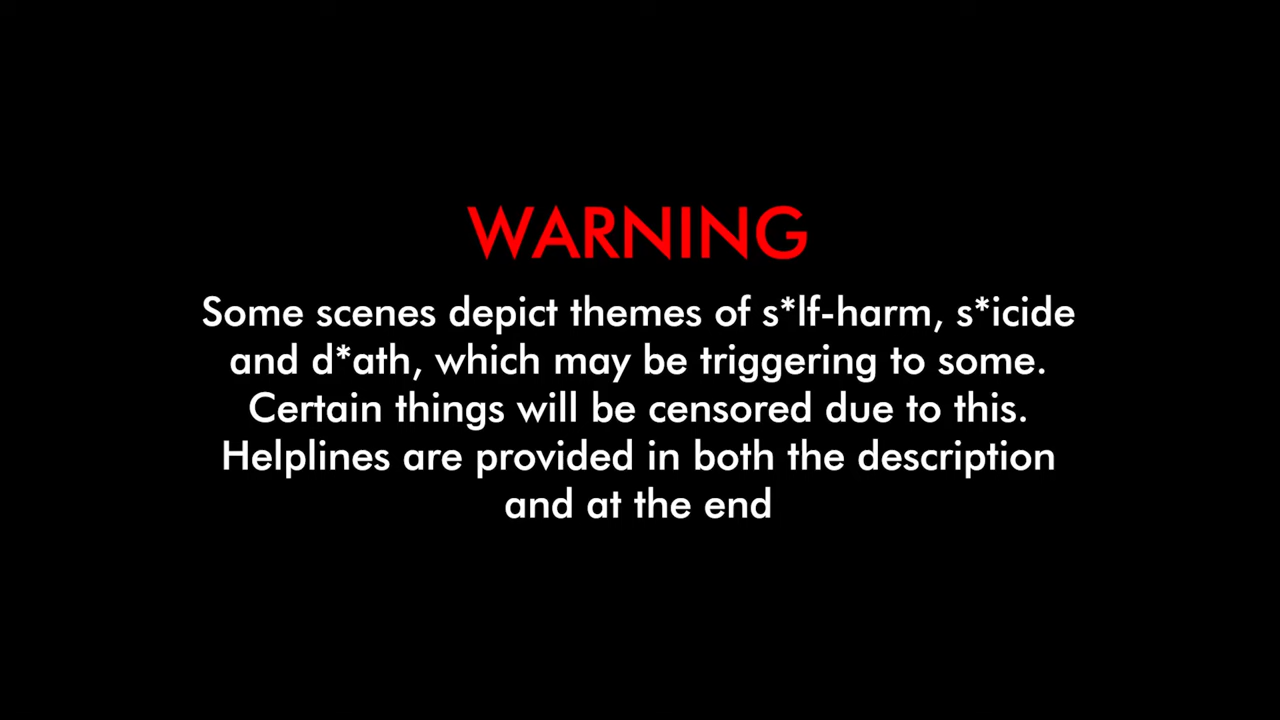 WARNING
Some scenes depict themes of s*lf-harm, s*icide
and d*ath, which may be triggering to some.
Certain things will be censored due to this.
Helplines are provided in both the description
and at the end